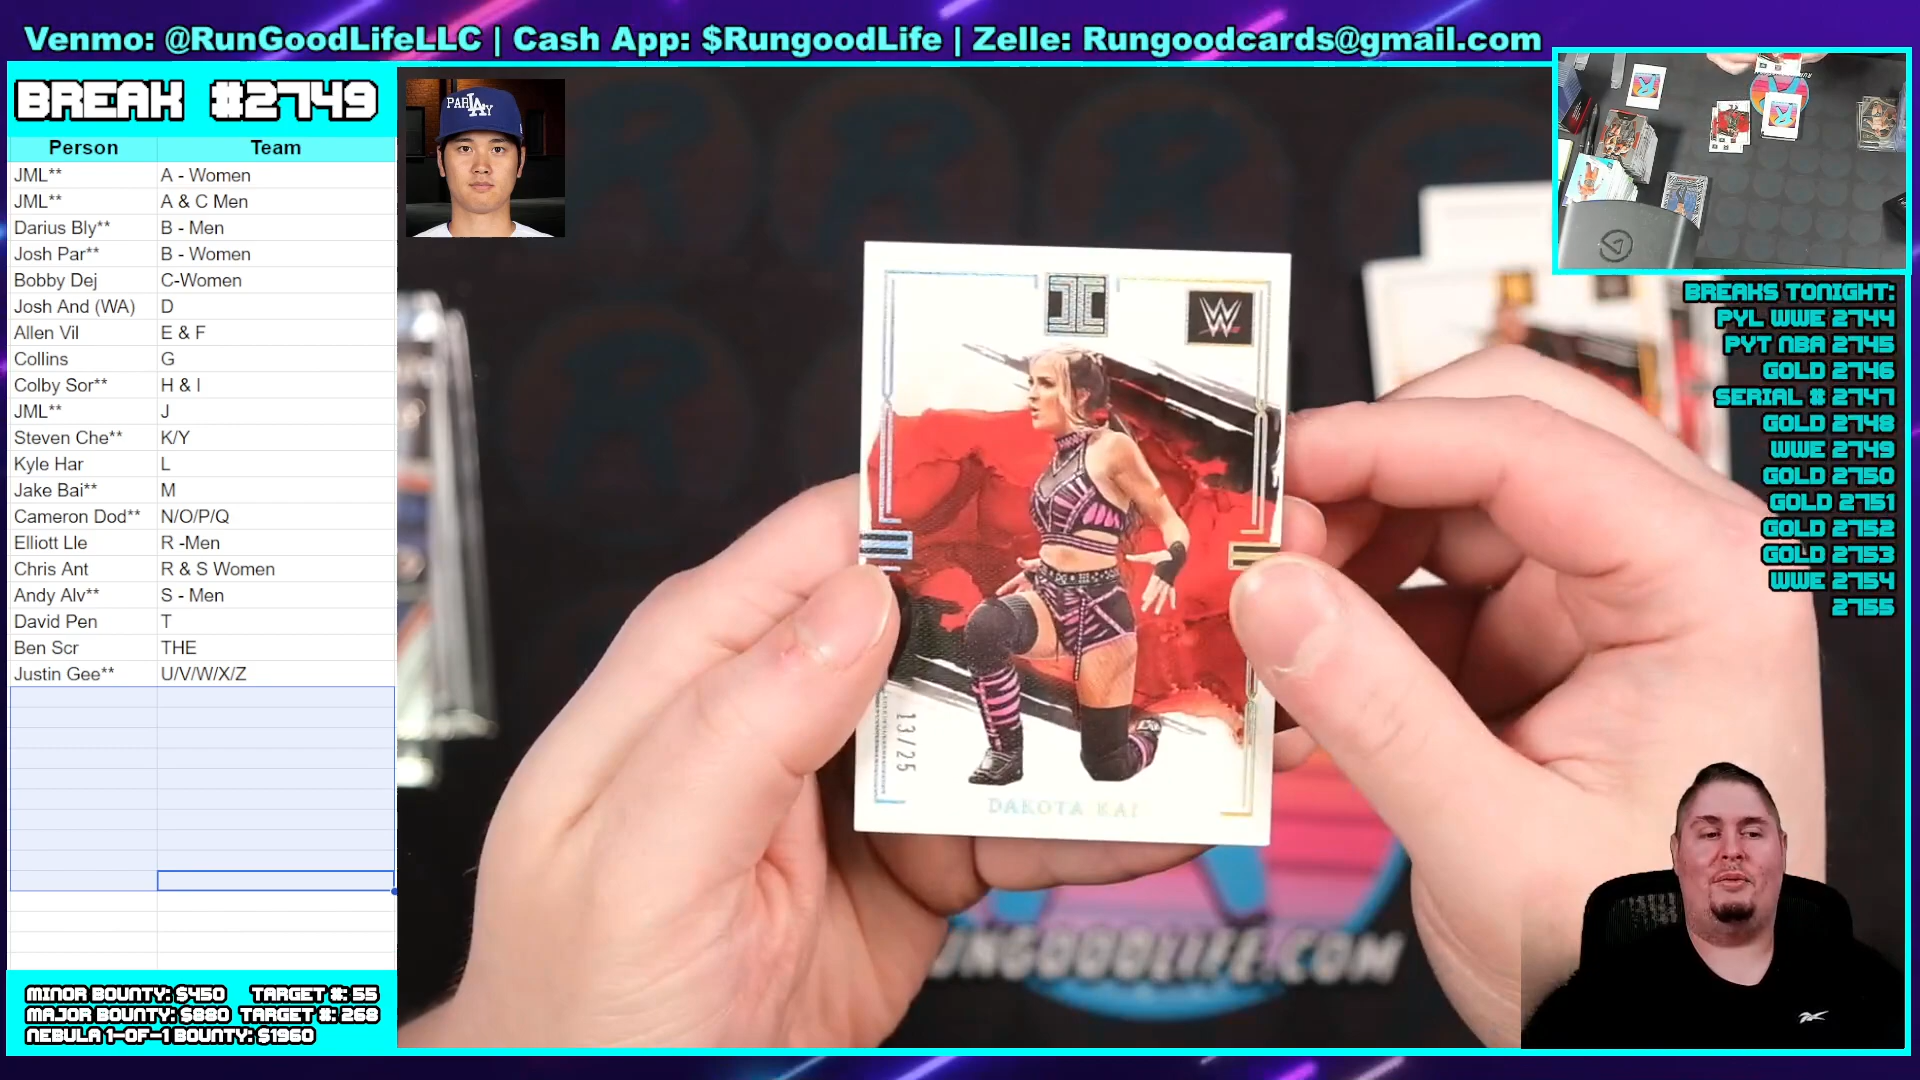 Venmo: @RunGoodLifeLLC | Cash App: $RungoodLife | Zelle: Rungoodcards@gmail.com
BREAK #2749
Person Team
JML** A - Women
JML** A & C Men
Darius Bly** B - Men
Josh Par** B - Women
Bobby Dej C-Women
Josh And (WA) D
Allen Vil E & F
Collins G
Colby Sor** H & I
JML** J
Steven Che** K/Y
Kyle Har L
Jake Bai** M
Cameron Dod** N/O/P/Q
Elliott Lle R -Men
Chris Ant R & S Women
Andy Alv** S - Men
David Pen T
Ben Scr THE
Justin Gee** U/V/W/X/Z
MINOR BOUNTY: $450 TARGET #: 55
MAJOR BOUNTY: $880 TARGET #: 268
NEBULA 1-OF-1 BOUNTY: $1960
PARLAY
LA
W
13/25
DAKOTA KAI
UNGOODLIFE.COM
BREAKS TONIGHT:
PYL WWE 2744
PYT NBA 2745
GOLD 2746
SERIAL # 2747
GOLD 2748
WWE 2749
GOLD 2750
GOLD 2751
GOLD 2752
GOLD 2753
WWE 2754
2755